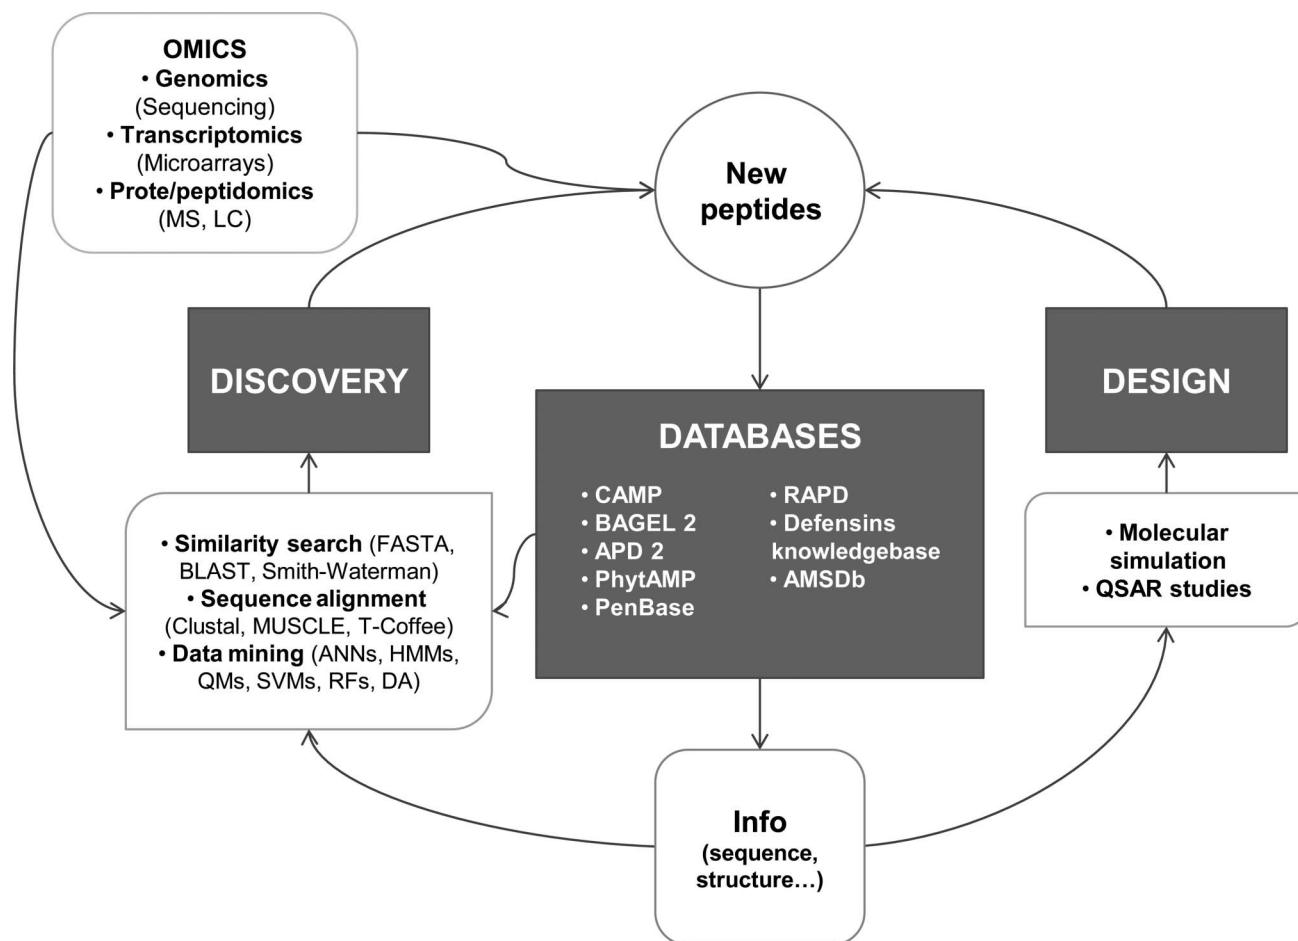 OMICS
• Genomics
(Sequencing)
• Transcriptomics
(Microarrays)
• Prote/peptidomics
(MS, LC)
New
peptides
DISCOVERY
DESIGN
DATABASES
• CAMP
• BAGEL 2
• APD 2
• PhytAMP
• PenBase
• RAPD
• Defensins
knowledgebase
• AMSDb
• Similarity search (FASTA,
BLAST, Smith-Waterman)
• Sequence alignment
(Clustal, MUSCLE, T-Coffee)
• Data mining (ANNs, HMMs,
QMs, SVMs, RFs, DA)
• Molecular
simulation
• QSAR studies
Info
(sequence,
structure...)